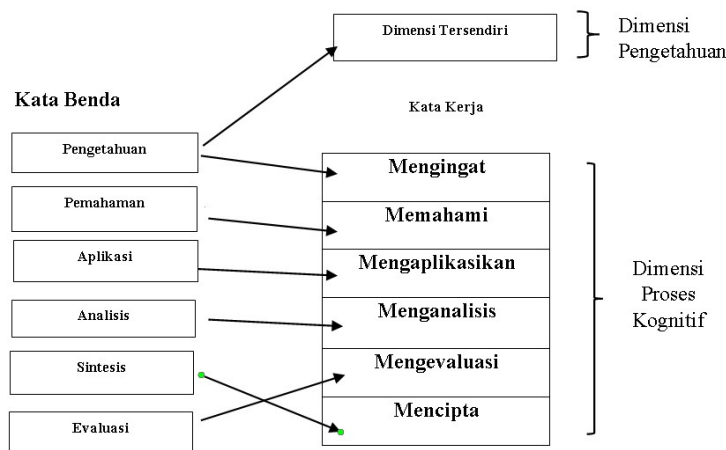 Dimensi Tersendiri
Dimensi
Pengetahuan
Kata Benda
Kata Kerja
Pengetahuan
Mengingat
Pemahaman
Memahami
Aplikasi
Mengaplikasikan
Dimensi
Proses
Kognitif
Analisis
Menganalisis
Sintesis
Mengevaluasi
Evaluasi
Mencipta